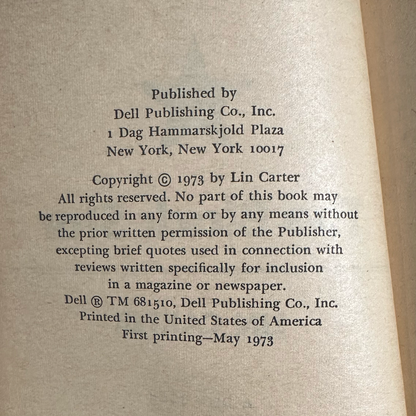 Published by
Dell Publishing Co., Inc.
1 Dag Hammarskjold Plaza
New York, New York 10017
Copyright © 1973 by Lin Carter
All rights reserved. No part of this book may
be reproduced in any form or by any means without
the prior written permission of the Publisher,
excepting brief quotes used in connection with
reviews written specifically for inclusion
in a magazine or newspaper.
Dell ® TM 681510, Dell Publishing Co., Inc.
Printed in the United States of America
First printing—May 1973